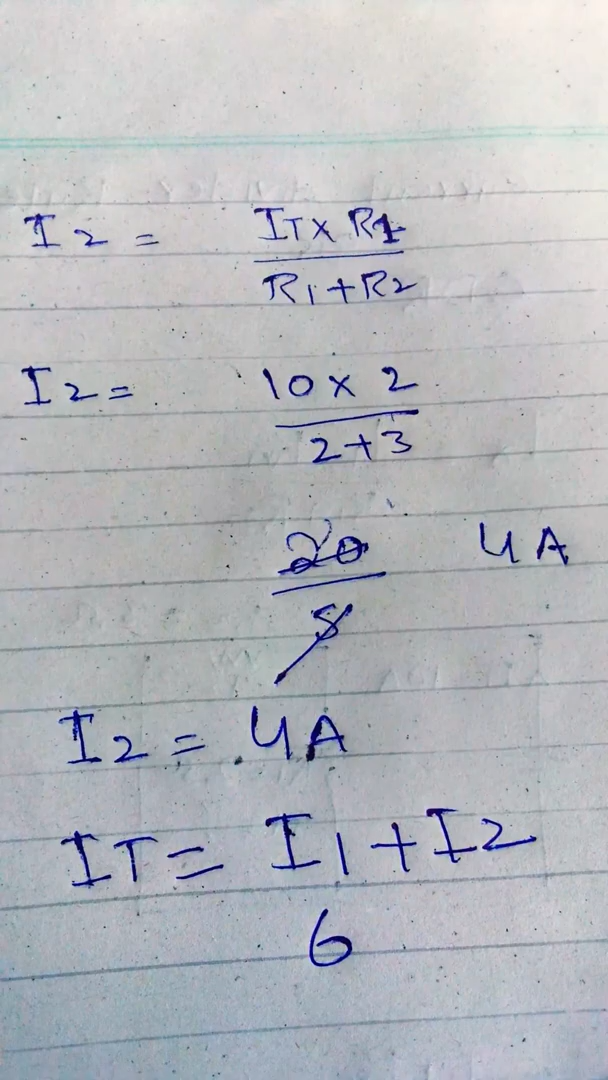 I2 = IT x R1
R1+R2
I2 = 10 x 2
2+3
20 4A
5
I2 = 4A
IT = I1 + I2
6